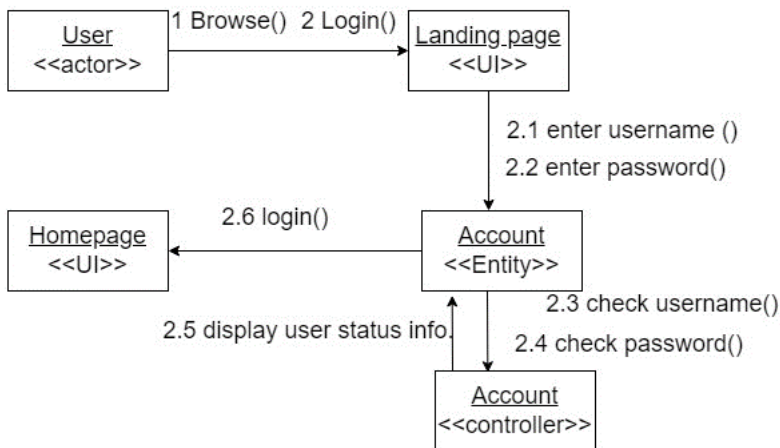 User
<<actor>>
1 Browse()  2 Login()
Landing page
<<UI>>
2.1 enter username ()
2.2 enter password()
2.6 login()
Homepage
<<UI>>
Account
<<Entity>>
2.3 check username()
2.5 display user status info.
2.4 check password()
Account
<<controller>>